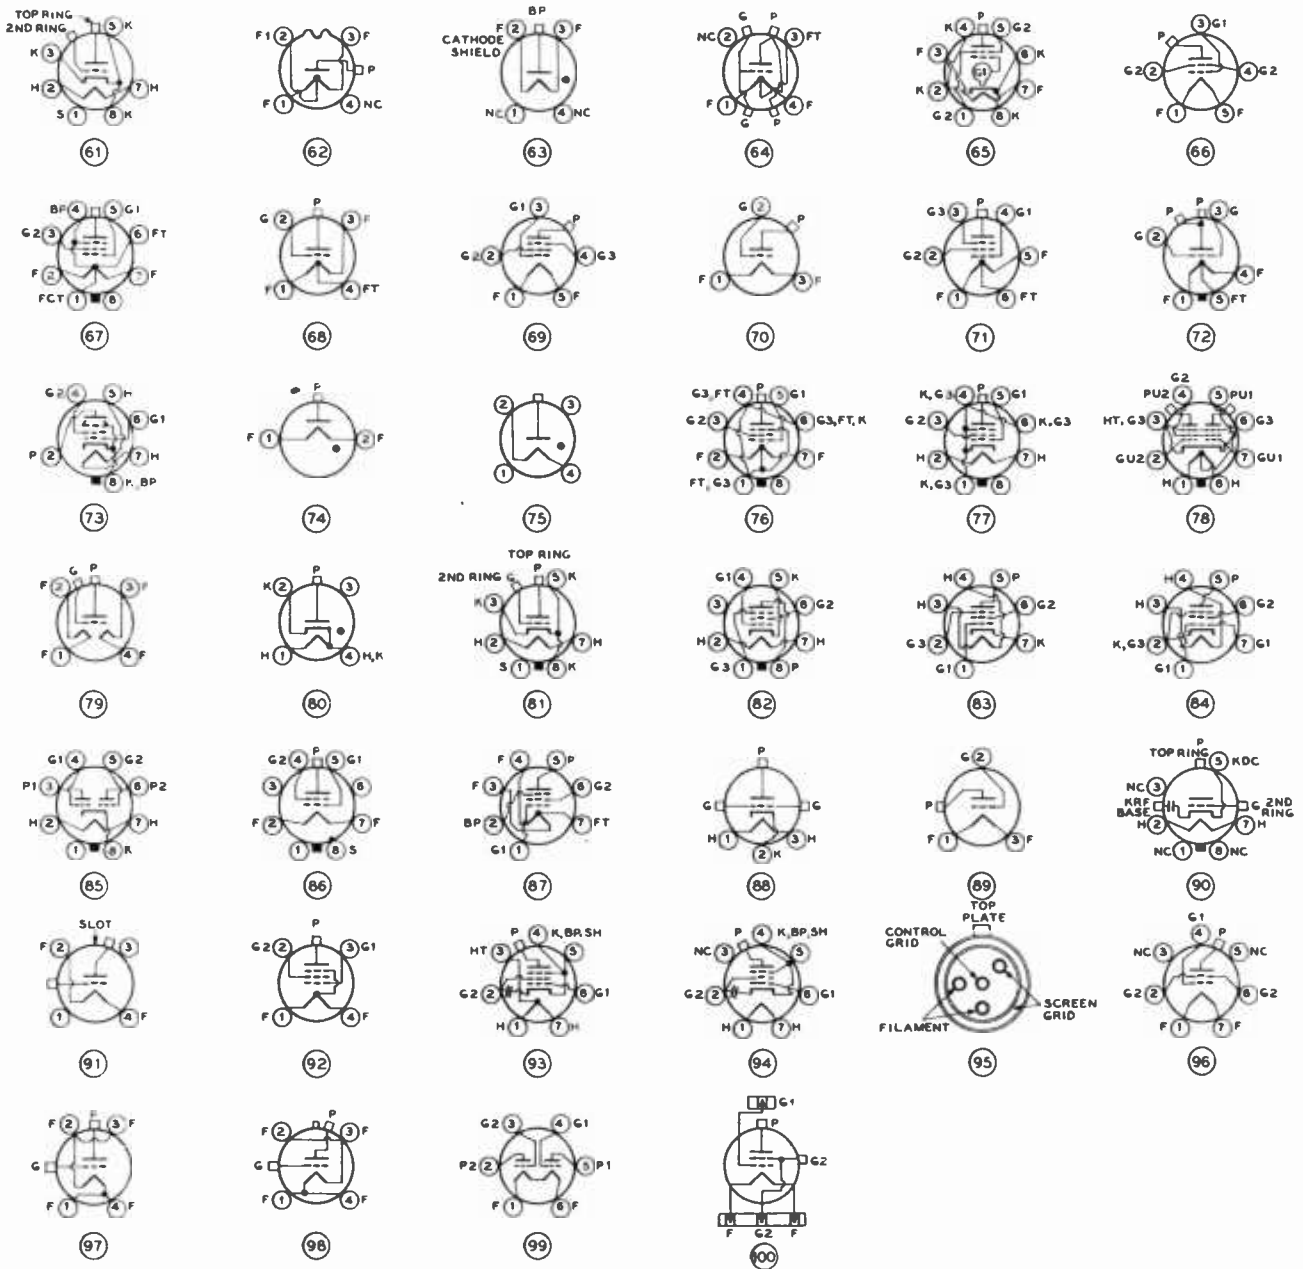 TOP RING
2ND RING
5 K
K 3
H 2 7 H
S 1 8 K
61
F1 2 3 F
P
F 1 4 NC
62
BP
F 2 3 F
CATHODE
SHIELD
NC 1 4 NC
63
G P
NC 2 3 FT
F 1 4 F
G P
64
P
K 4 5 G2
F 3 6 K
G1
K 2 7 F
G2 1 8 K
65
3 G1
P
G2 2 4 G2
F 1 5 F
66
BP 4 5 G1
G2 3 6 FT
F 2 F
FCT 1 8
67
P
G 2 3 F
F 1 4 FT
68
G1 3
P
G2 2 4 G3
F 1 5 F
69
G 2
P
F 1 3 F
70
P
G3 3 4 G1
G2 2 5 F
F 1 6 FT
71
P P
3 G
G 2
4 F
F 1 5 FT
72
G2 4 5 H
6 G1
P 2 7 H
8 K, BP
73
P
F 1 2 F
74
2 3
1 4
75
P
G3, FT 4 5 G1
G2 3 6 G3, FT, K
F 2 7 F
FT, G3 1 8
76
P
K, G3 4 5 G1
G2 3 6 K, G3
H 2 7 H
K, G3 1 8
77
G2
PU2 4 5 PU1
HT, G3 3 6 G3
GU2 2 7 GU1
H 1 8 H
78
G P
F 2 3 F
F 1 4 F
79
P
K 2 3
H 1 4 H, K
80
TOP RING
P
2ND RING G 5 K
K 3
H 2 7 H
S 1 8 K
81
G1 4 5 K
3 6 G2
H 2 7 H
G3 1 8 P
82
H 4 5 P
H 3 6 G2
G3 2 7 K
G1 1
83
H 4 5 P
H 3 6 G2
K, G3 2 7 G1
G1 1
84
G1 4 5 G2
P1 3 6 P2
H 2 7 H
1 8 K
85
P
G2 4 5 G1
3 6
F 2 7 F
1 8 S
86
F 4 5 P
F 3 6 G2
BP 2 7 FT
G1 1
87
P
G G
H 1 3 H
2 K
88
G 2
P
F 1 3 F
89
P
TOP RING 5 KDC
NC 3
KRF
BASE
G 2ND
RING
H 2 7 H
NC 1 8 NC
90
SLOT
F 2 3
1 4 F
91
P
G2 2 3 G1
F 1 4 F
92
P 4 K, BP, SH
HT 3 5
G2 2 6 G1
H 1 7 H
93
P 4 K, BP, SH
NC 3 5
G2 2 6 G1
H 1 7 H
94
TOP
PLATE
CONTROL
GRID
SCREEN
GRID
FILAMENT
95
G1
4 P
NC 3 5 NC
G2 2 6 G2
F 1 7 F
96
P
F 2 3 F
G
F 1 4 F
97
P
F 2 3 F
G
F 1 4 F
98
G2 3 4 G1
P2 2 5 P1
F 1 6 F
99
G1
P
G2
F G2 F
100